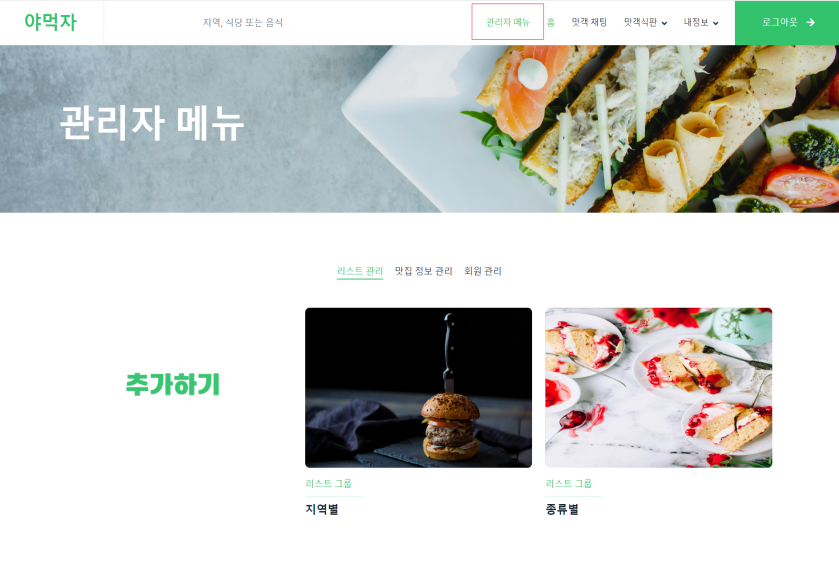 야먹자
지역, 식당 또는 음식
관리자 메뉴 홈 맛객 채팅 맛객식판 내정보 로그아웃
관리자 메뉴
리스트 관리 맛집 정보 관리 회원 관리
추가하기
리스트 그룹
지역별
리스트 그룹
종류별